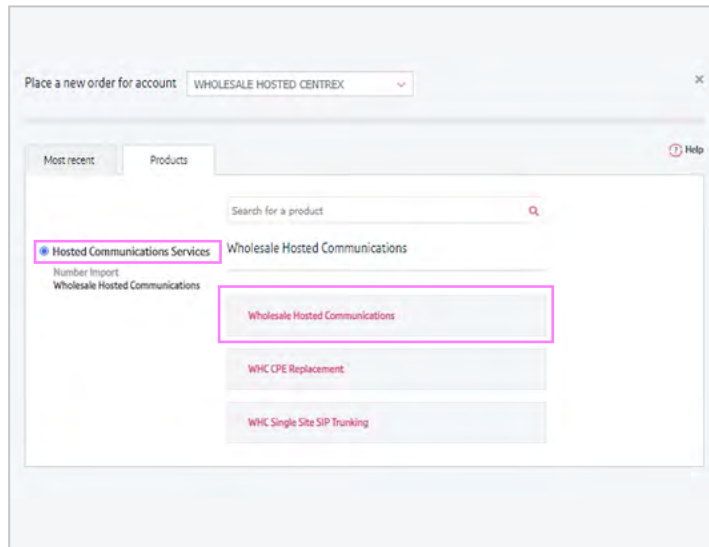 Place a new order for account WHOLESALE HOSTED CENTREX
Help
Most recent Products
Search for a product
Hosted Communications Services
Number Import
Wholesale Hosted Communications
Wholesale Hosted Communications
Wholesale Hosted Communications
WHC CPE Replacement
WHC Single Site SIP Trunking